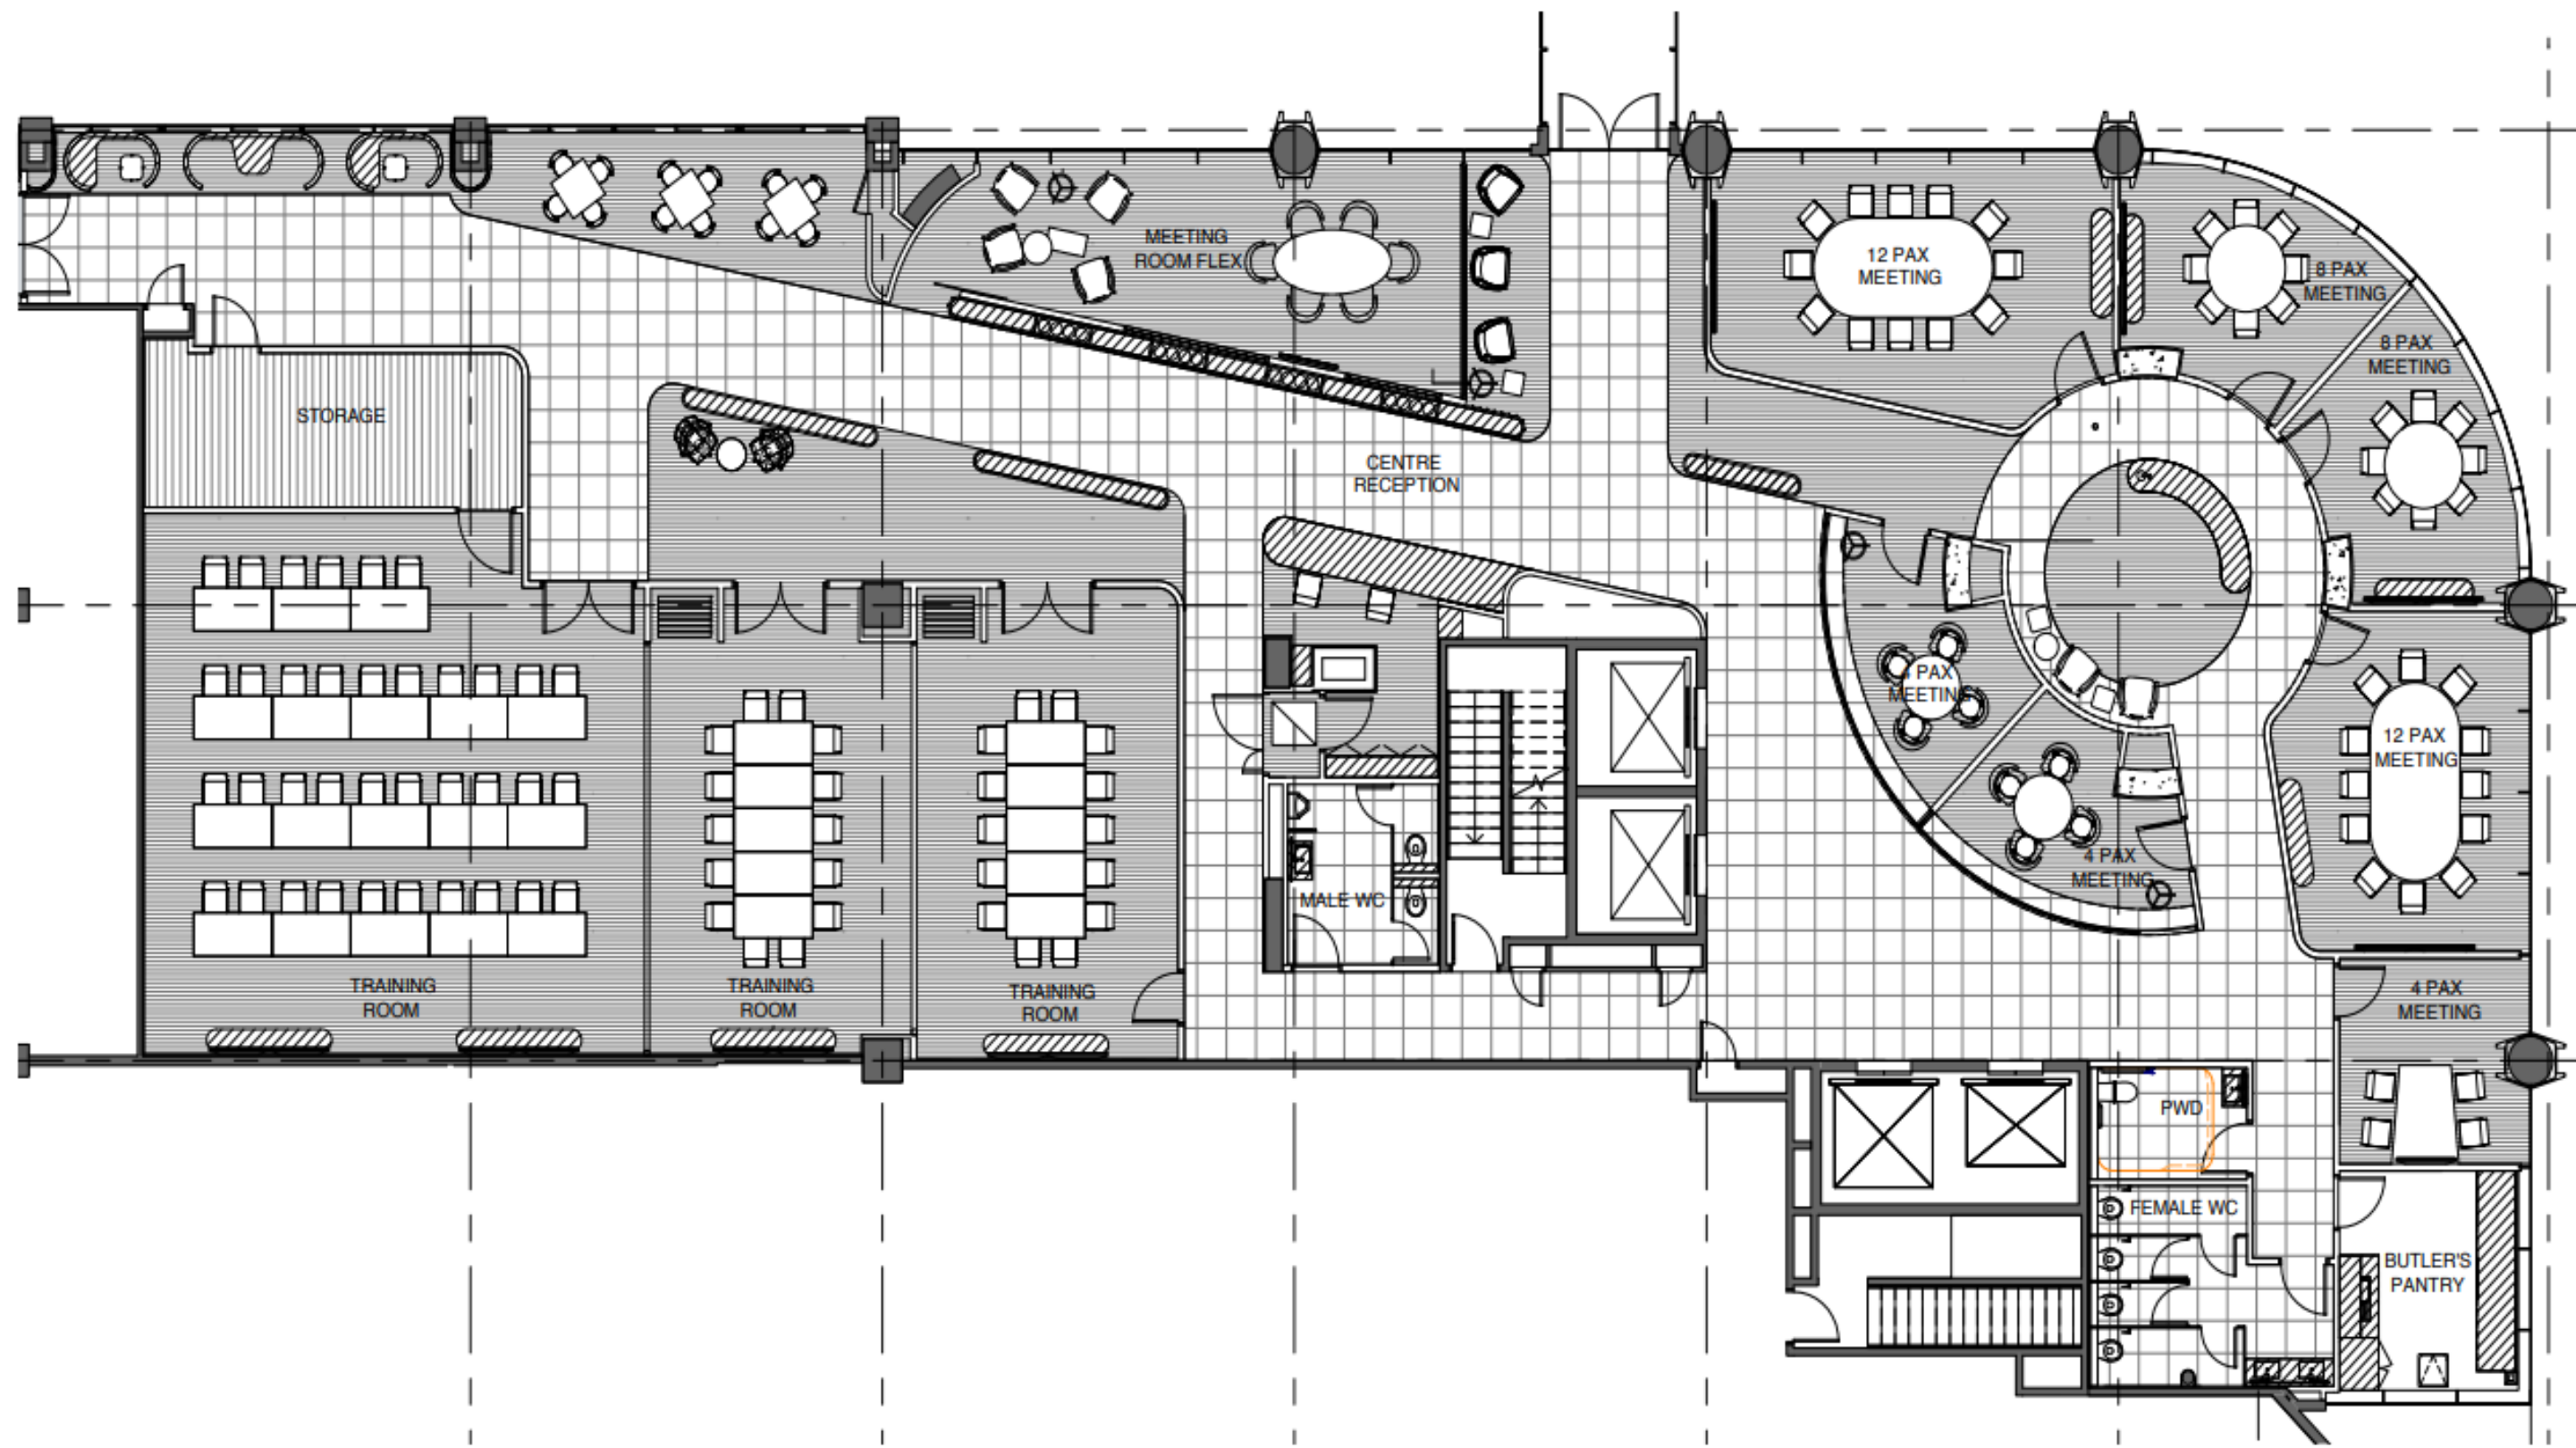 MEETING
ROOM FLEX
12 PAX
MEETING
8 PAX
MEETING
8 PAX
MEETING
STORAGE
CENTRE
RECEPTION
4 PAX
MEETING
12 PAX
MEETING
4 PAX
MEETING
MALE WC
TRAINING
ROOM
TRAINING
ROOM
TRAINING
ROOM
4 PAX
MEETING
PWD
FEMALE WC
BUTLER'S
PANTRY